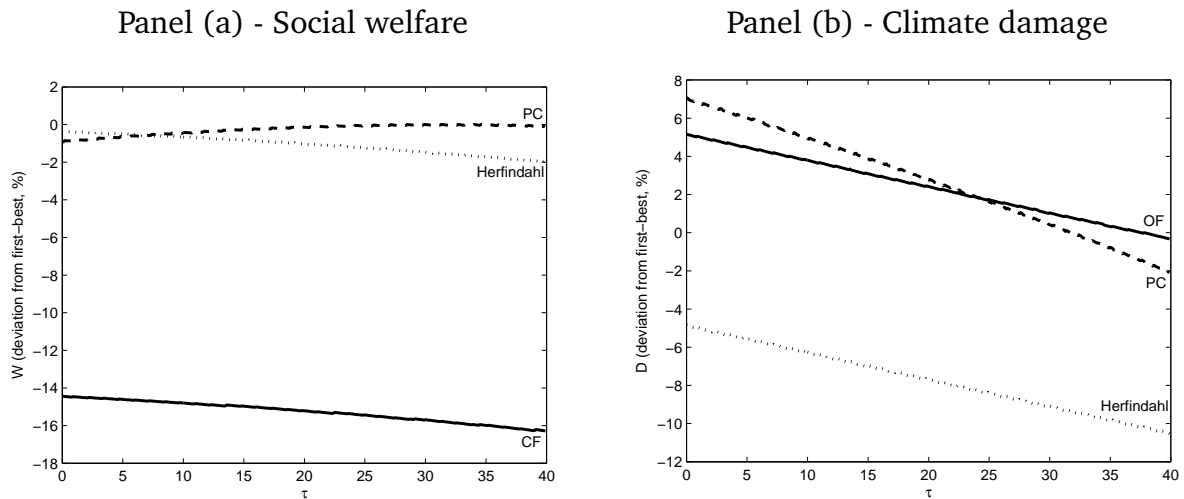 Panel (a) - Social welfare
W (deviation from first−best, %)
2
0
−2
−4
−6
−8
−10
−12
−14
−16
−18
PC
Herfindahl
CF
0 5 10 15 20 25 30 35 40
τ
Panel (b) - Climate damage
D (deviation from first−best, %)
8
6
4
2
0
−2
−4
−6
−8
−10
−12
OF
PC
Herfindahl
0 5 10 15 20 25 30 35 40
τ